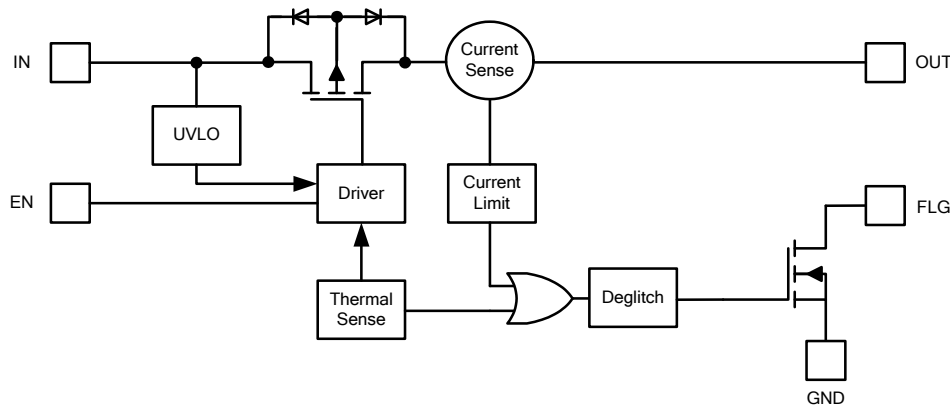 IN
Current
Sense
OUT
UVLO
Driver
Current
Limit
EN
FLG
Thermal
Sense
Deglitch
GND